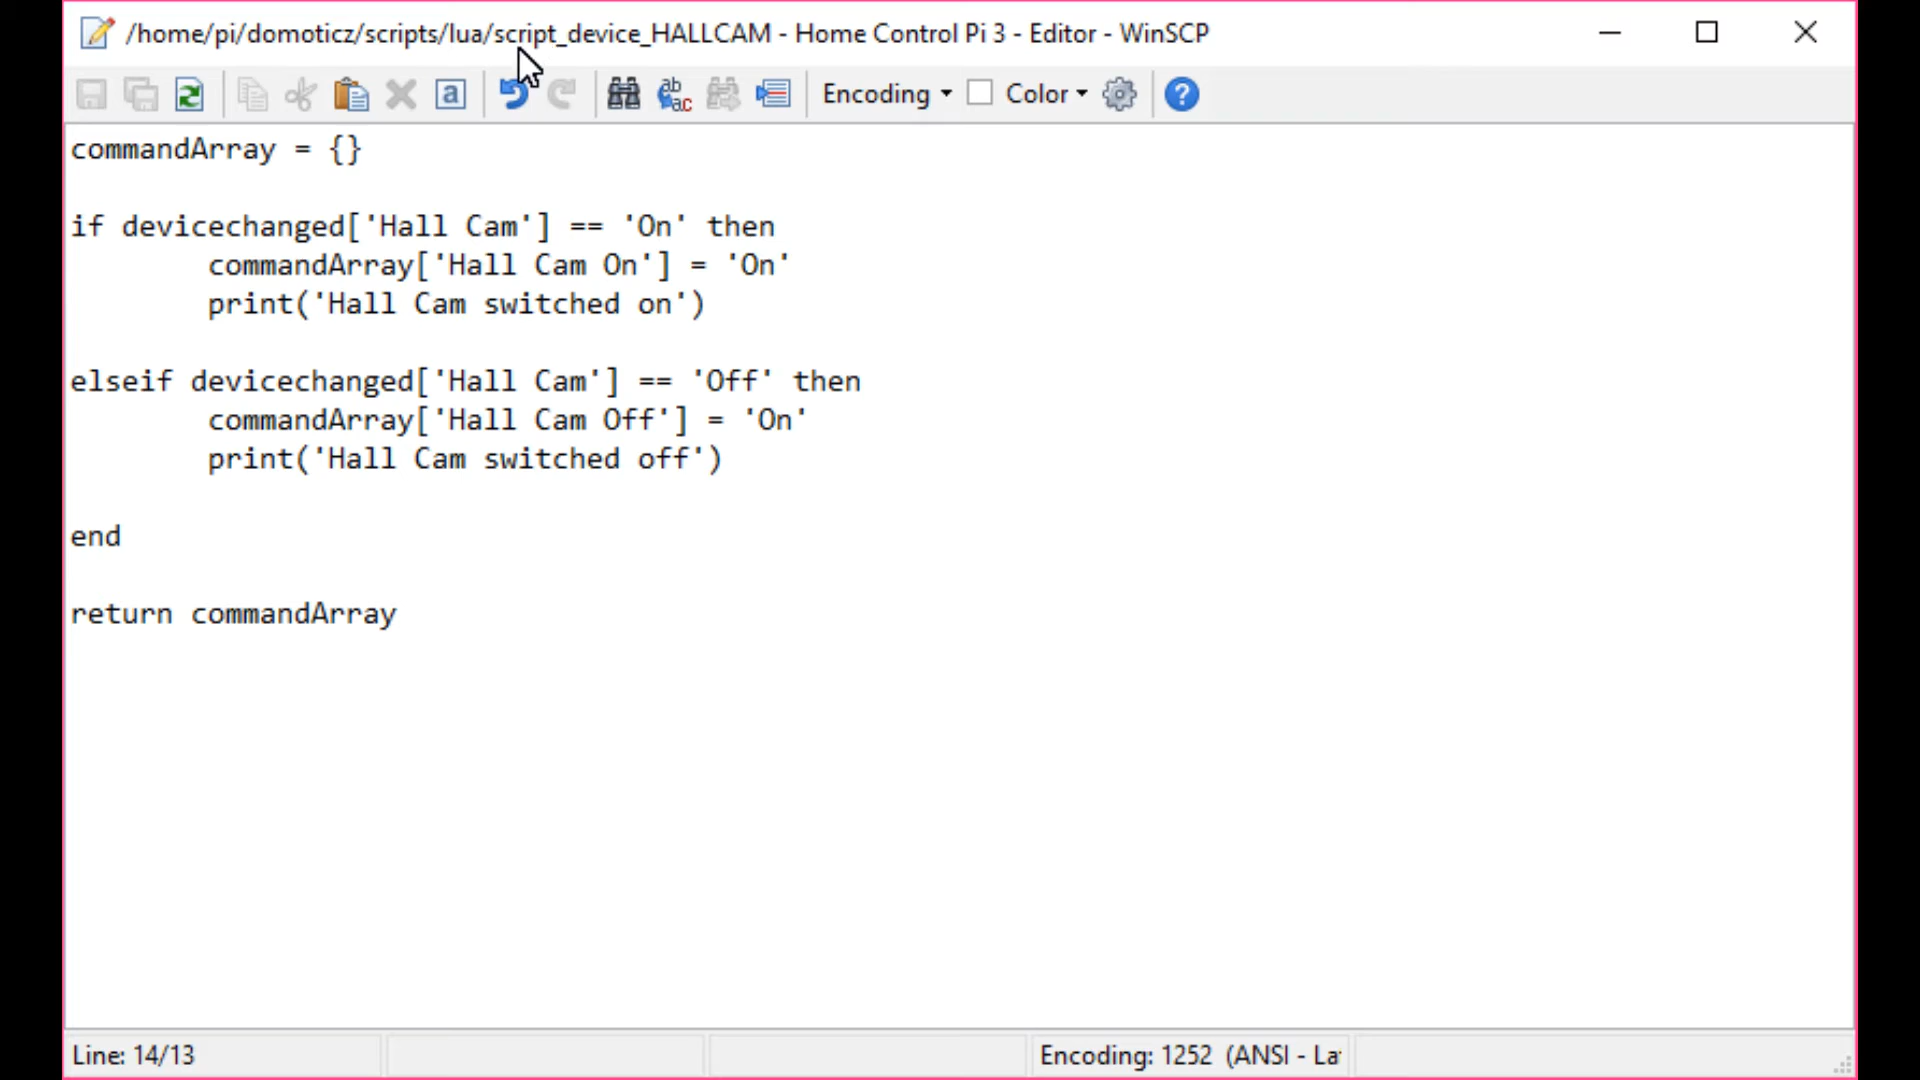 /home/pi/domoticz/scripts/lua/script_device_HALLCAM - Home Control Pi 3 - Editor - WinSCP
Encoding Color
commandArray = {}
if devicechanged['Hall Cam'] == 'On' then
commandArray['Hall Cam On'] = 'On'
print('Hall Cam switched on')
elseif devicechanged['Hall Cam'] == 'Off' then
commandArray['Hall Cam Off'] = 'On'
print('Hall Cam switched off')
end
return commandArray
Line: 14/13 Encoding: 1252 (ANSI - La